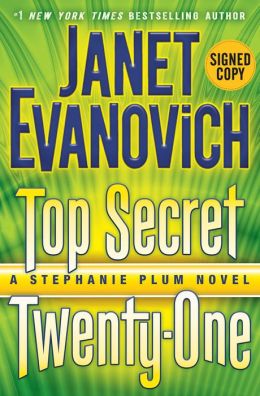 #1 NEW YORK TIMES BESTSELLING AUTHOR
JANET
SIGNED
COPY
EVANOVICH
Top Secret
A STEPHANIE PLUM NOVEL
Twenty-One